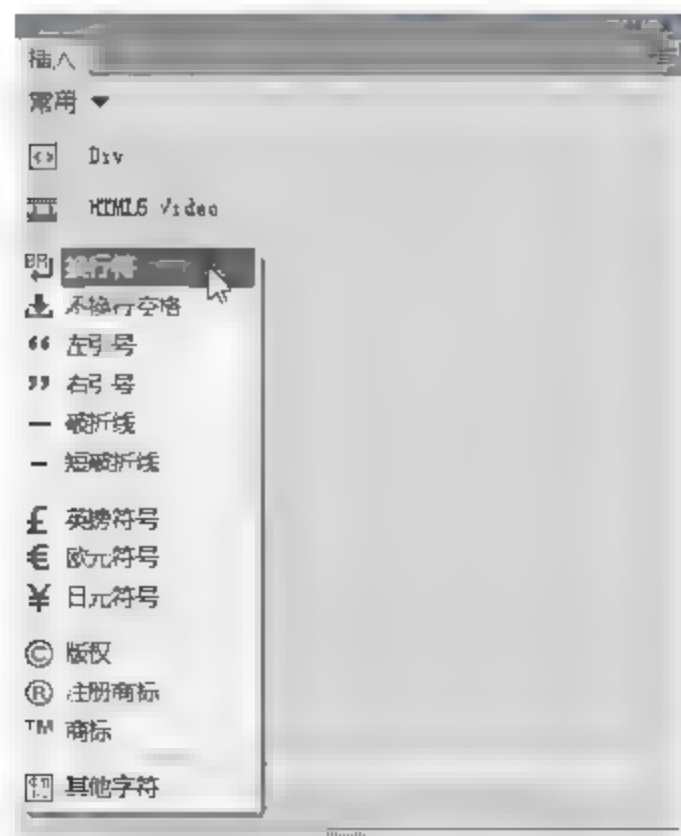 插入
常用
Div
HTML5 Video
BR 换行符
不换行空格
“ 左引号
” 右引号
— 破折线
- 短破折线
£ 英镑符号
€ 欧元符号
¥ 日元符号
© 版权
® 注册商标
TM 商标
其他字符